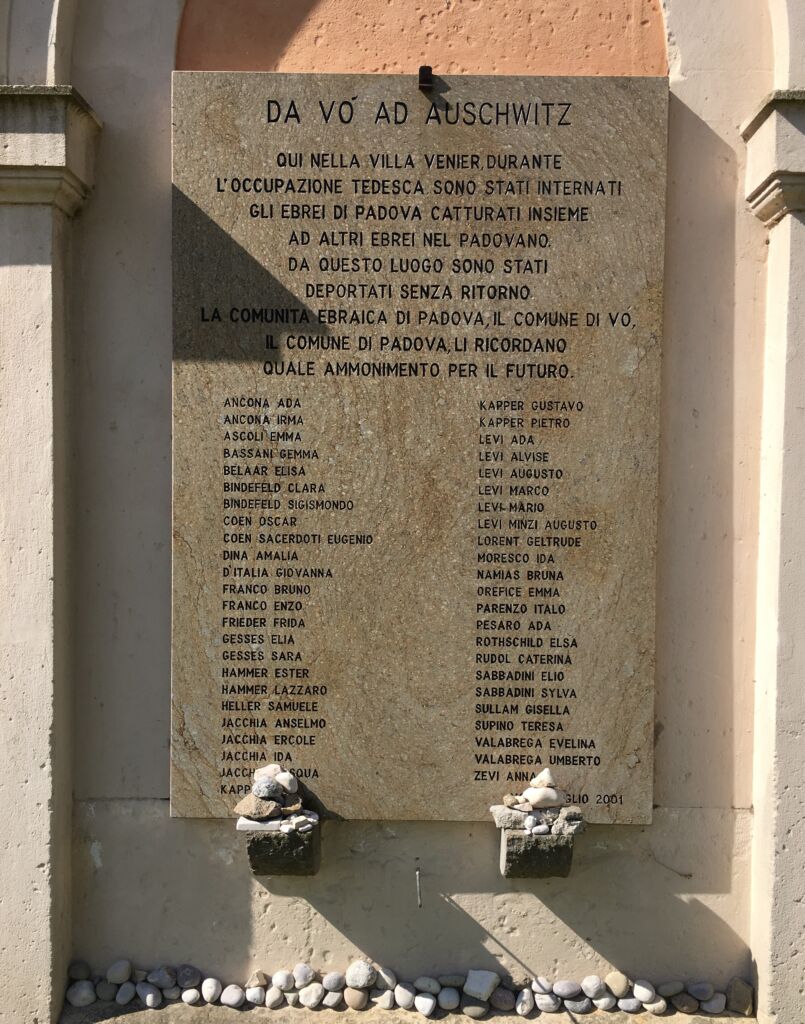 DA VO' AD AUSCHWITZ
QUI NELLA VILLA VENIER, DURANTE
L'OCCUPAZIONE TEDESCA SONO STATI INTERNATI
GLI EBREI DI PADOVA CATTURATI INSIEME
AD ALTRI EBREI NEL PADOVANO.
DA QUESTO LUOGO SONO STATI
DEPORTATI SENZA RITORNO.
LA COMUNITA EBRAICA DI PADOVA, IL COMUNE DI VO,
IL COMUNE DI PADOVA, LI RICORDANO
QUALE AMMONIMENTO PER IL FUTURO.
ANCONA ADA
ANCONA IRMA
ASCOLI EMMA
BASSANI GEMMA
BELAAR ELISA
BINDEFELD CLARA
BINDEFELD SIGISMONDO
COEN OSCAR
COEN SACERDOTI EUGENIO
DINA AMALIA
D'ITALIA GIOVANNA
FRANCO BRUNO
FRANCO ENZO
FRIEDER FRIDA
GESSES ELIA
GESSES SARA
HAMMER ESTER
HAMMER LAZZARO
HELLER SAMUELE
JACCHIA ANSELMO
JACCHIA ERCOLE
JACCHIA IDA
KAPPER GUSTAVO
KAPPER PIETRO
LEVI ADA
LEVI ALVISE
LEVI AUGUSTO
LEVI MARCO
LEVI MARIO
LEVI MINZI AUGUSTO
LORENT GELTRUDE
MORESCO IDA
NAMIAS BRUNA
OREFICE EMMA
PARENZO ITALO
PESARO ADA
ROTHSCHILD ELSA
RUDOL CATERINA
SABBADINI ELIO
SABBADINI SYLVA
SULLAM GISELLA
SUPINO TERESA
VALABREGA EVELINA
VALABREGA UMBERTO
ZEVI ANNA
2001